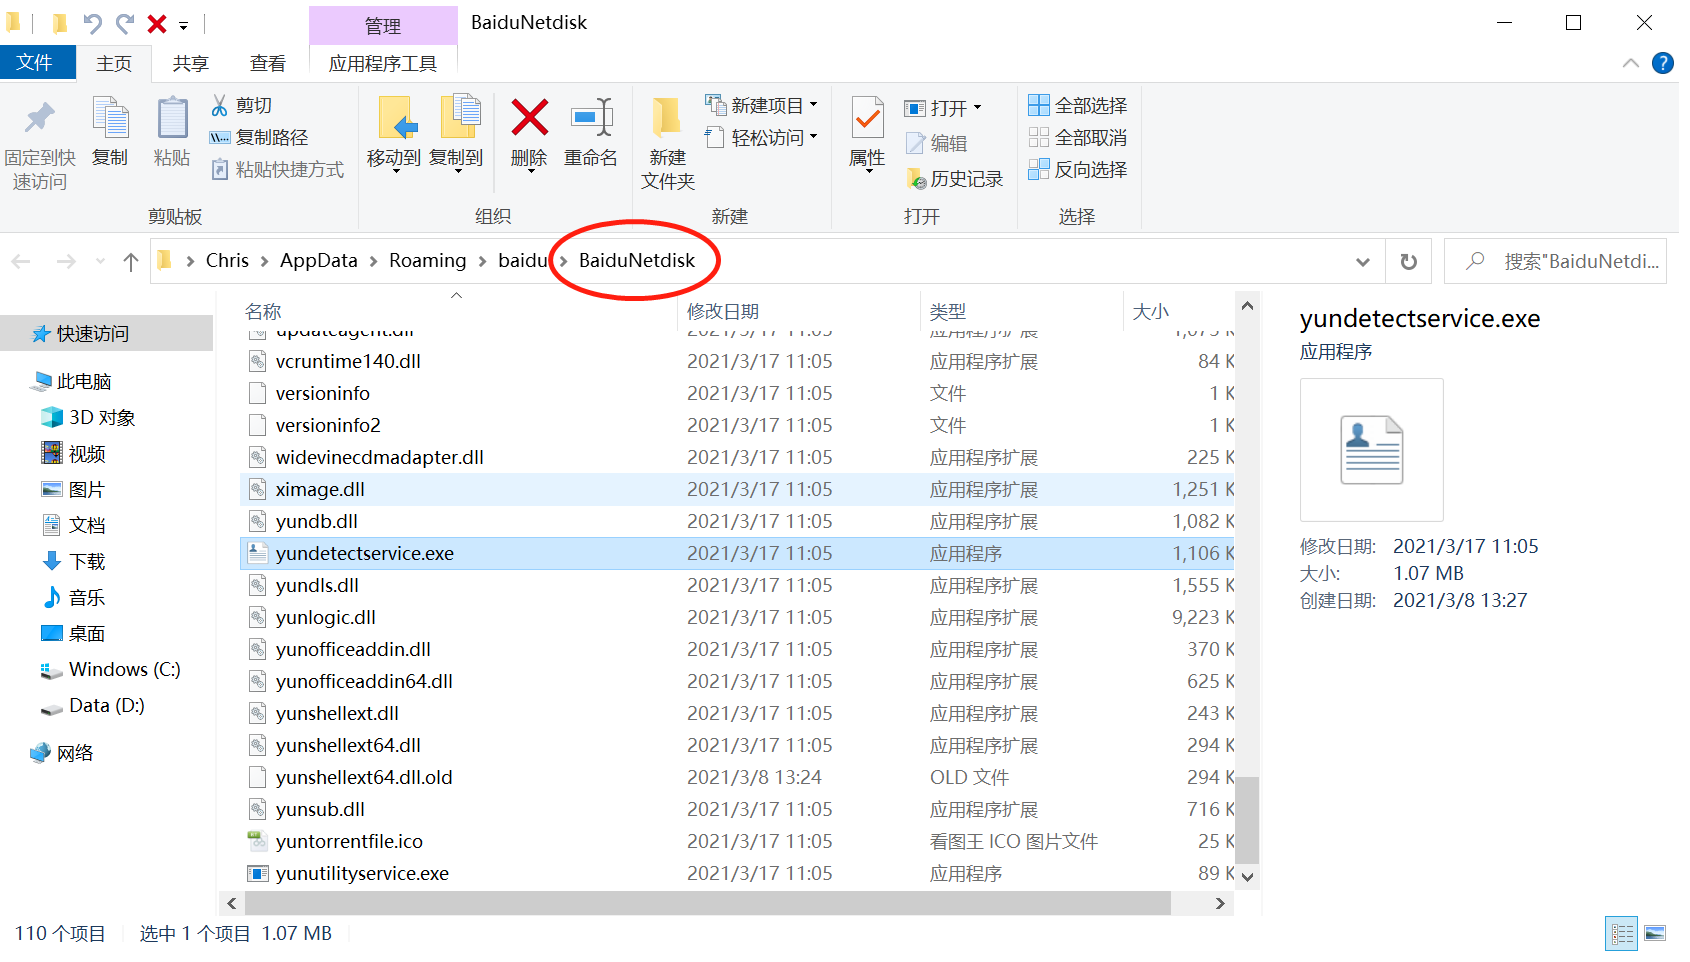 管理
BaiduNetdisk
文件
主页
共享
查看
应用程序工具
固定到快
速访问
复制
粘贴
剪切
复制路径
粘贴快捷方式
剪贴板
移动到
复制到
删除
重命名
组织
新建
文件夹
新建项目
轻松访问
新建
属性
打开
编辑
历史记录
打开
全部选择
全部取消
反向选择
选择
Chris
AppData
Roaming
baidu
BaiduNetdisk
搜索"BaiduNetdi...
快速访问
此电脑
3D 对象
视频
图片
文档
下载
音乐
桌面
Windows (C:)
Data (D:)
网络
名称 修改日期 类型 大小
updateagent.dll 2021/3/17 11:05 应用程序扩展 1,075 K
vcruntime140.dll 2021/3/17 11:05 应用程序扩展 84 K
versioninfo 2021/3/17 11:05 文件 1 K
versioninfo2 2021/3/17 11:05 文件 1 K
widevinecdmadapter.dll 2021/3/17 11:05 应用程序扩展 225 K
ximage.dll 2021/3/17 11:05 应用程序扩展 1,251 K
yundb.dll 2021/3/17 11:05 应用程序扩展 1,082 K
yundetectservice.exe 2021/3/17 11:05 应用程序 1,106 K
yundls.dll 2021/3/17 11:05 应用程序扩展 1,555 K
yunlogic.dll 2021/3/17 11:05 应用程序扩展 9,223 K
yunofficeaddin.dll 2021/3/17 11:05 应用程序扩展 370 K
yunofficeaddin64.dll 2021/3/17 11:05 应用程序扩展 625 K
yunshellext.dll 2021/3/17 11:05 应用程序扩展 243 K
yunshellext64.dll 2021/3/17 11:05 应用程序扩展 294 K
yunshellext64.dll.old 2021/3/8 13:24 OLD 文件 294 K
yunsub.dll 2021/3/17 11:05 应用程序扩展 716 K
yuntorrentfile.ico 2021/3/17 11:05 看图王 ICO 图片文件 25 K
yunutilityservice.exe 2021/3/17 11:05 应用程序 89 K
yundetectservice.exe
应用程序
修改日期: 2021/3/17 11:05
大小: 1.07 MB
创建日期: 2021/3/8 13:27
110 个项目
选中 1 个项目 1.07 MB